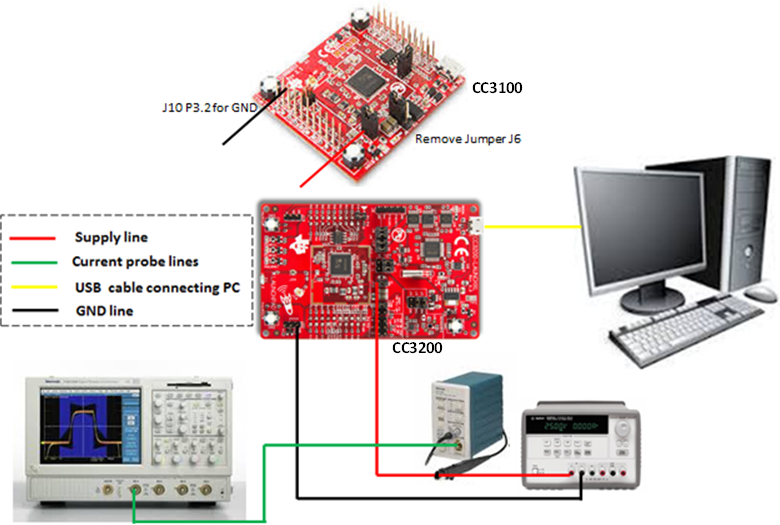 CC3100
J10 P3.2 for GND
Remove Jumper J6
Supply line
Current probe lines
USB cable connecting PC
GND line
CC3200